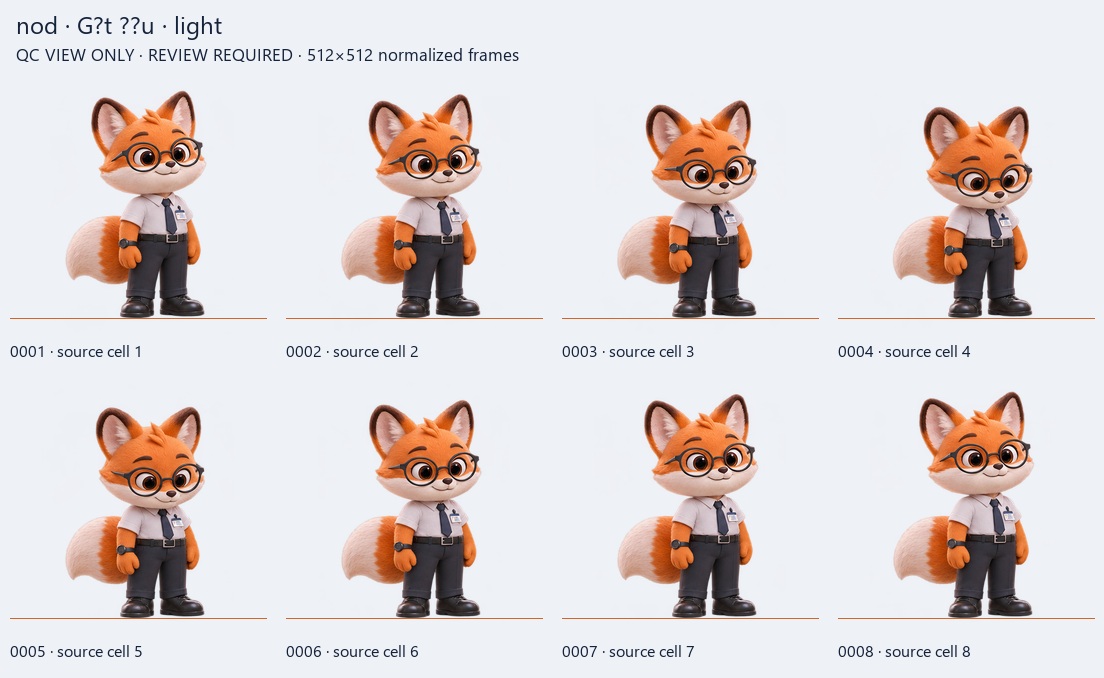 nod · G?t ??u · light
QC VIEW ONLY · REVIEW REQUIRED · 512×512 normalized frames
0001 · source cell 1
0002 · source cell 2
0003 · source cell 3
0004 · source cell 4
0005 · source cell 5
0006 · source cell 6
0007 · source cell 7
0008 · source cell 8